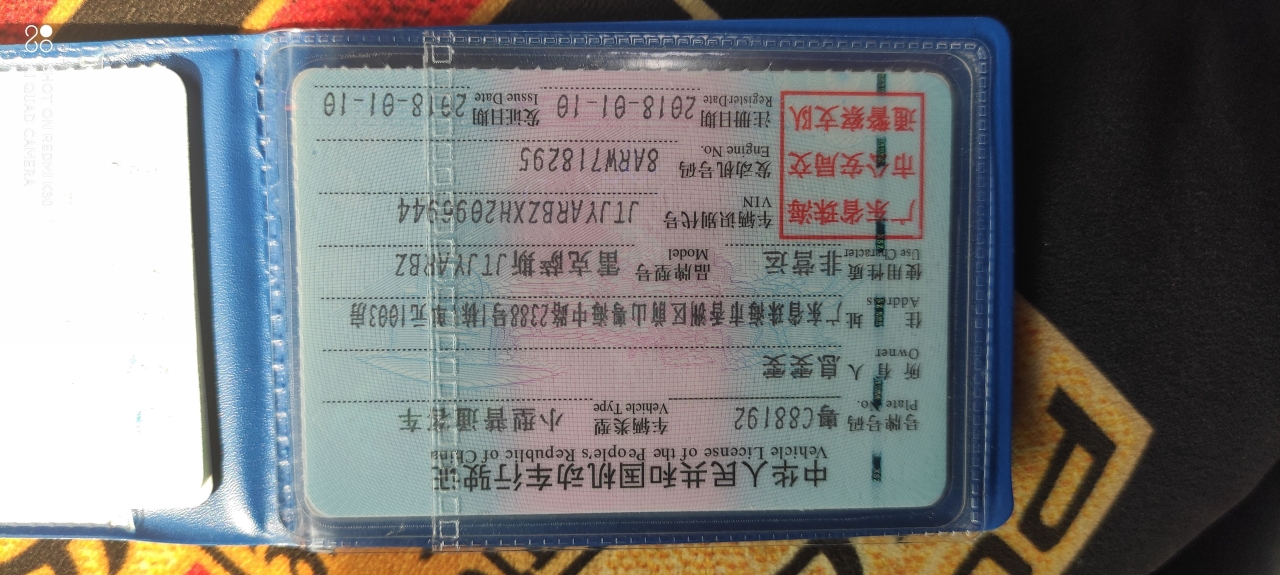 中华人民共和国机动车行驶证
Vehicle License of the People's Republic of China
号牌号码 粤C88192 车辆类型 小型普通客车
Plate No. Vehicle Type
所有人
Owner
住址 广东省珠海市香洲区前山粤海中路2388号1栋1单元1003房
Address
使用性质 非营运 品牌型号 雷克萨斯JTJYARBZ
Use Character Model
广东省珠海
市公安局交
通警察支队
车辆识别代号
VIN
发动机号码 8ARW718295
Engine No.
注册日期 2018-01-10 发证日期 2018-01-10
Register Date Issue Date
SHOT ON REDMI K30
QUAD CAMERA